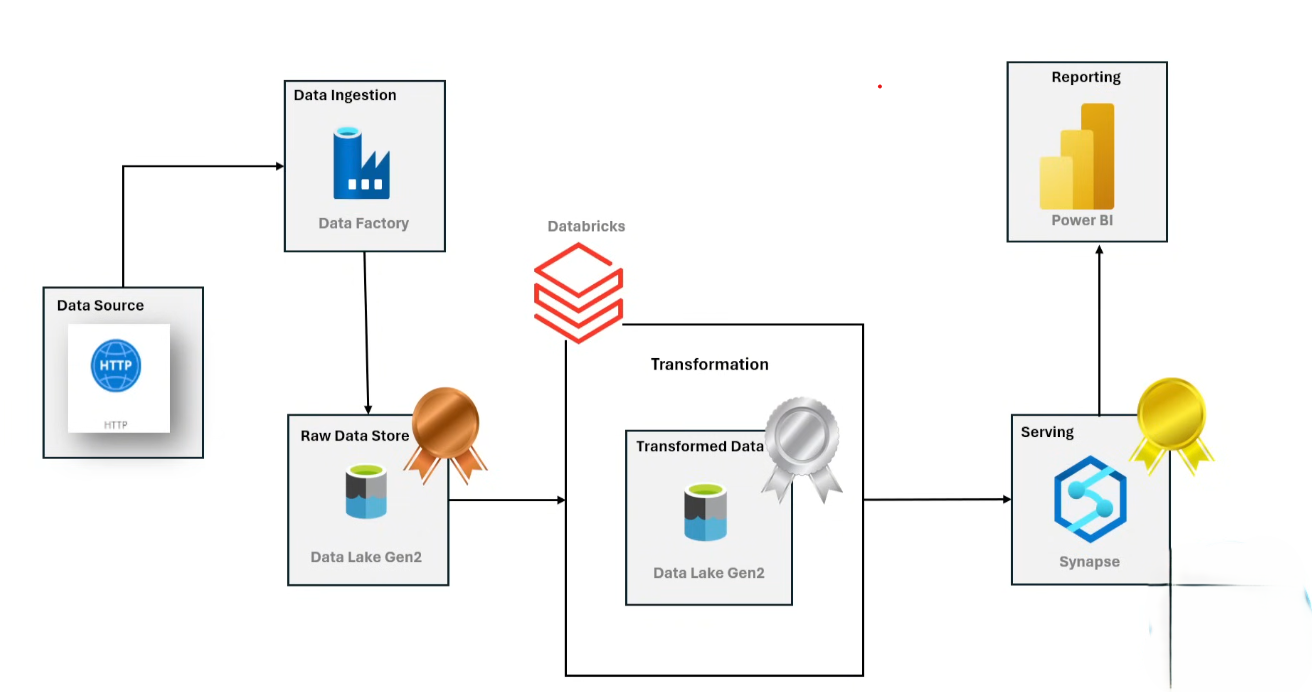 Data Source
HTTP
HTTP
Data Ingestion
Data Factory
Raw Data Store
Data Lake Gen2
Databricks
Transformation
Transformed Data
Data Lake Gen2
Serving
Synapse
Reporting
Power BI